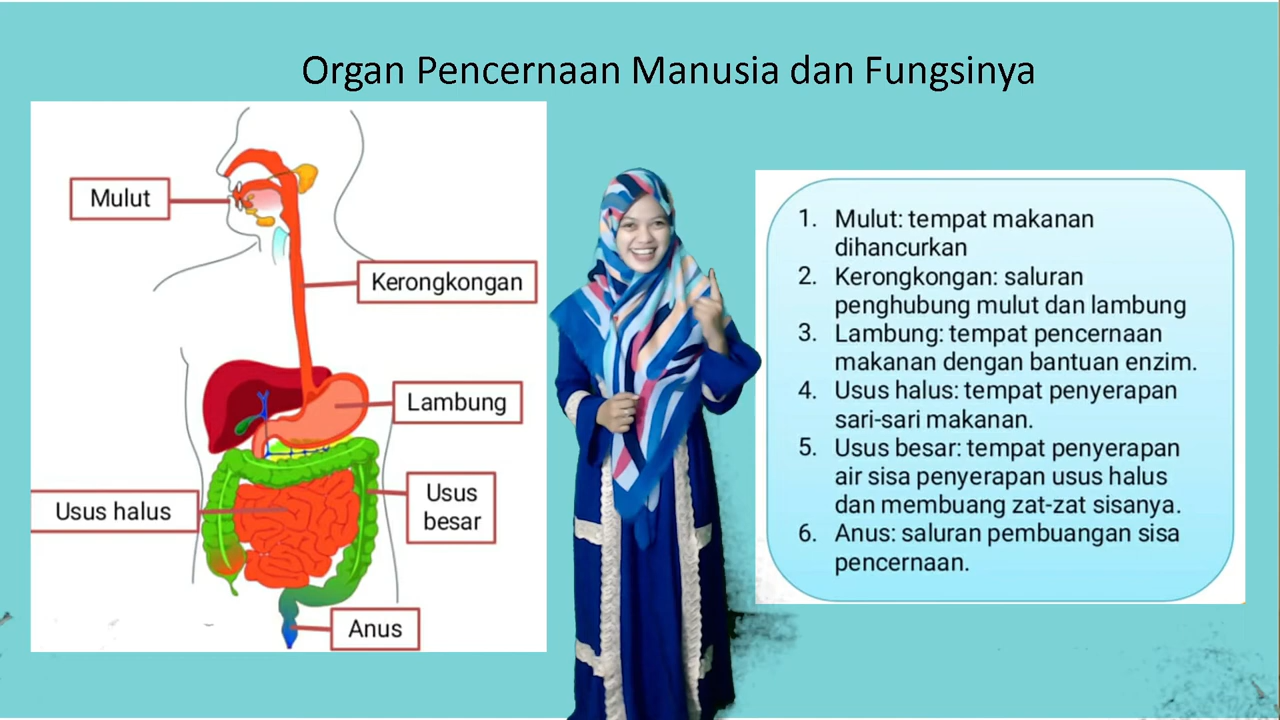 Organ Pencernaan Manusia dan Fungsinya
Mulut
Kerongkongan
Lambung
Usus halus
Usus
besar
Anus
1. Mulut: tempat makanan
dihancurkan
2. Kerongkongan: saluran
penghubung mulut dan lambung
3. Lambung: tempat pencernaan
makanan dengan bantuan enzim.
4. Usus halus: tempat penyerapan
sari-sari makanan.
5. Usus besar: tempat penyerapan
air sisa penyerapan usus halus
dan membuang zat-zat sisanya.
6. Anus: saluran pembuangan sisa
pencernaan.